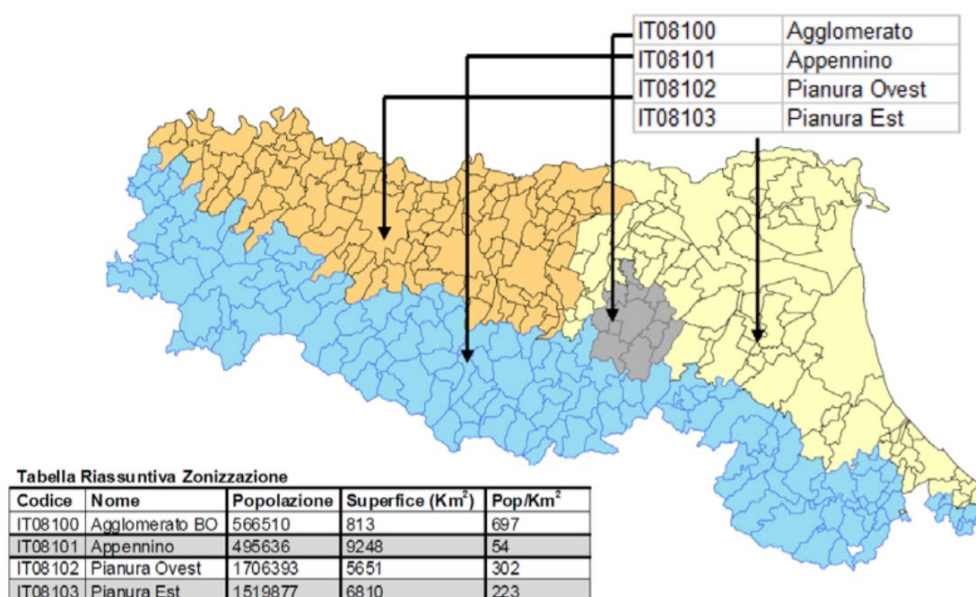 IT08100 Agglomerato
IT08101 Appennino
IT08102 Pianura Ovest
IT08103 Pianura Est
Tabella Riassuntiva Zonizzazione
Codice Nome Popolazione Superfice (Km²) Pop/Km²
IT08100 Agglomerato BO 566510 813 697
IT08101 Appennino 495636 9248 54
IT08102 Pianura Ovest 1706393 5651 302
IT08103 Pianura Est 1519877 6810 223